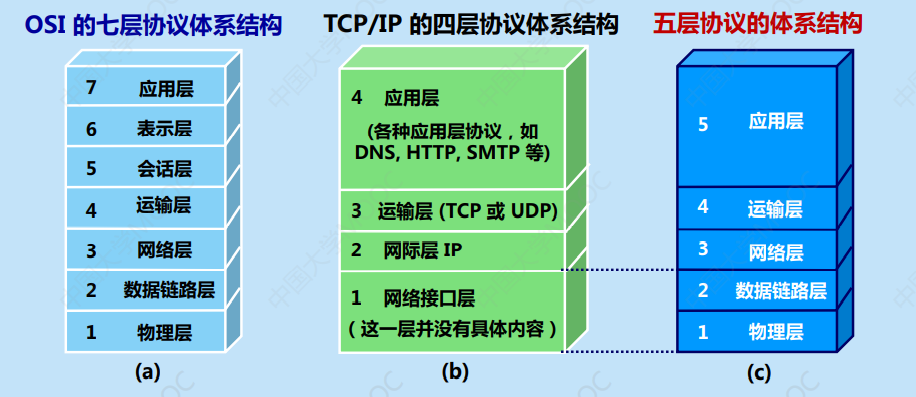 OSI 的七层协议体系结构
7 应用层
6 表示层
5 会话层
4 运输层
3 网络层
2 数据链路层
1 物理层
(a)
TCP/IP 的四层协议体系结构
4 应用层
(各种应用层协议，如
DNS, HTTP, SMTP 等)
3 运输层 (TCP 或 UDP)
2 网际层 IP
1 网络接口层
（这一层并没有具体内容）
(b)
五层协议的体系结构
5 应用层
4 运输层
3 网络层
2 数据链路层
1 物理层
(c)